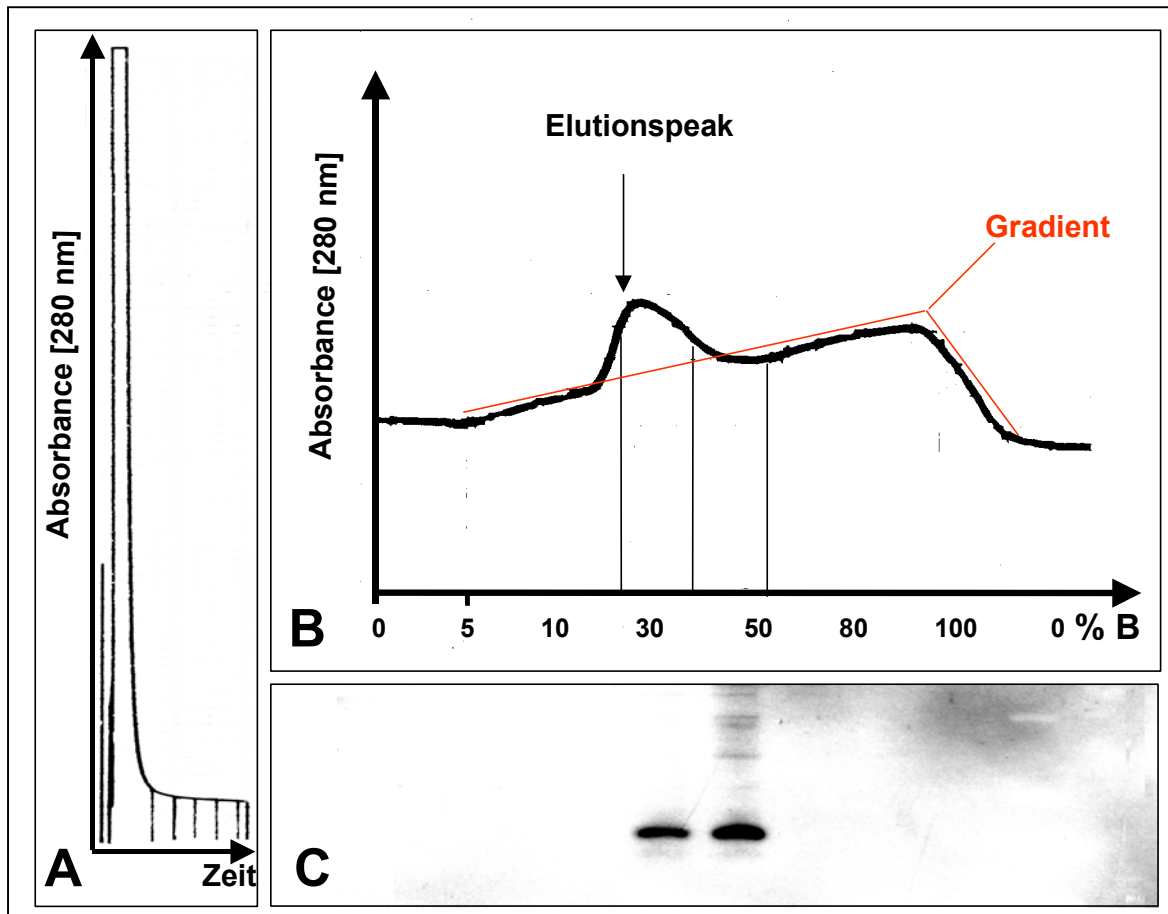 Absorbance [280 nm]
Zeit
A
Absorbance [280 nm]
Elutionspeak
Gradient
B
0 5 10 30 50 80 100 0 % B
C